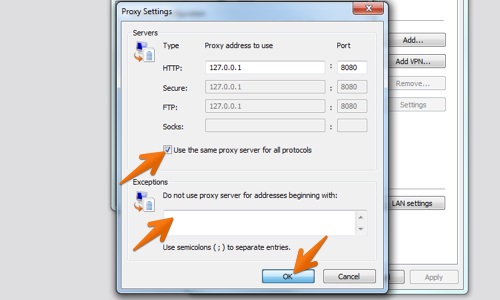 Proxy Settings
Servers
Type Proxy address to use Port
HTTP: 127.0.0.1 : 8080
Secure: 127.0.0.1 : 8080
FTP: 127.0.0.1 : 8080
Socks: :
Use the same proxy server for all protocols
Exceptions
Do not use proxy server for addresses beginning with:
Use semicolons ( ; ) to separate entries.
OK Cancel
Add...
Add VPN...
Remove...
Settings
LAN settings
Apply